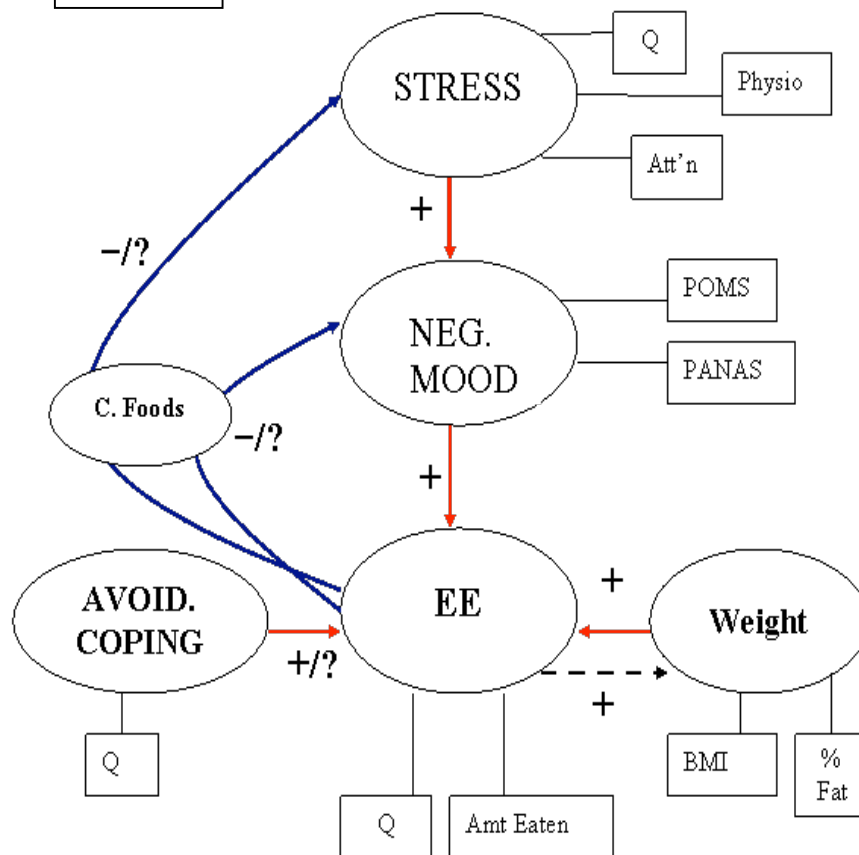 Q
STRESS
Physio
Att'n
+
−/?
POMS
NEG.
MOOD
PANAS
C. Foods
−/?
+
AVOID.
COPING
EE
+
Weight
+/?
+
Q
BMI
%
Fat
Q
Amt Eaten